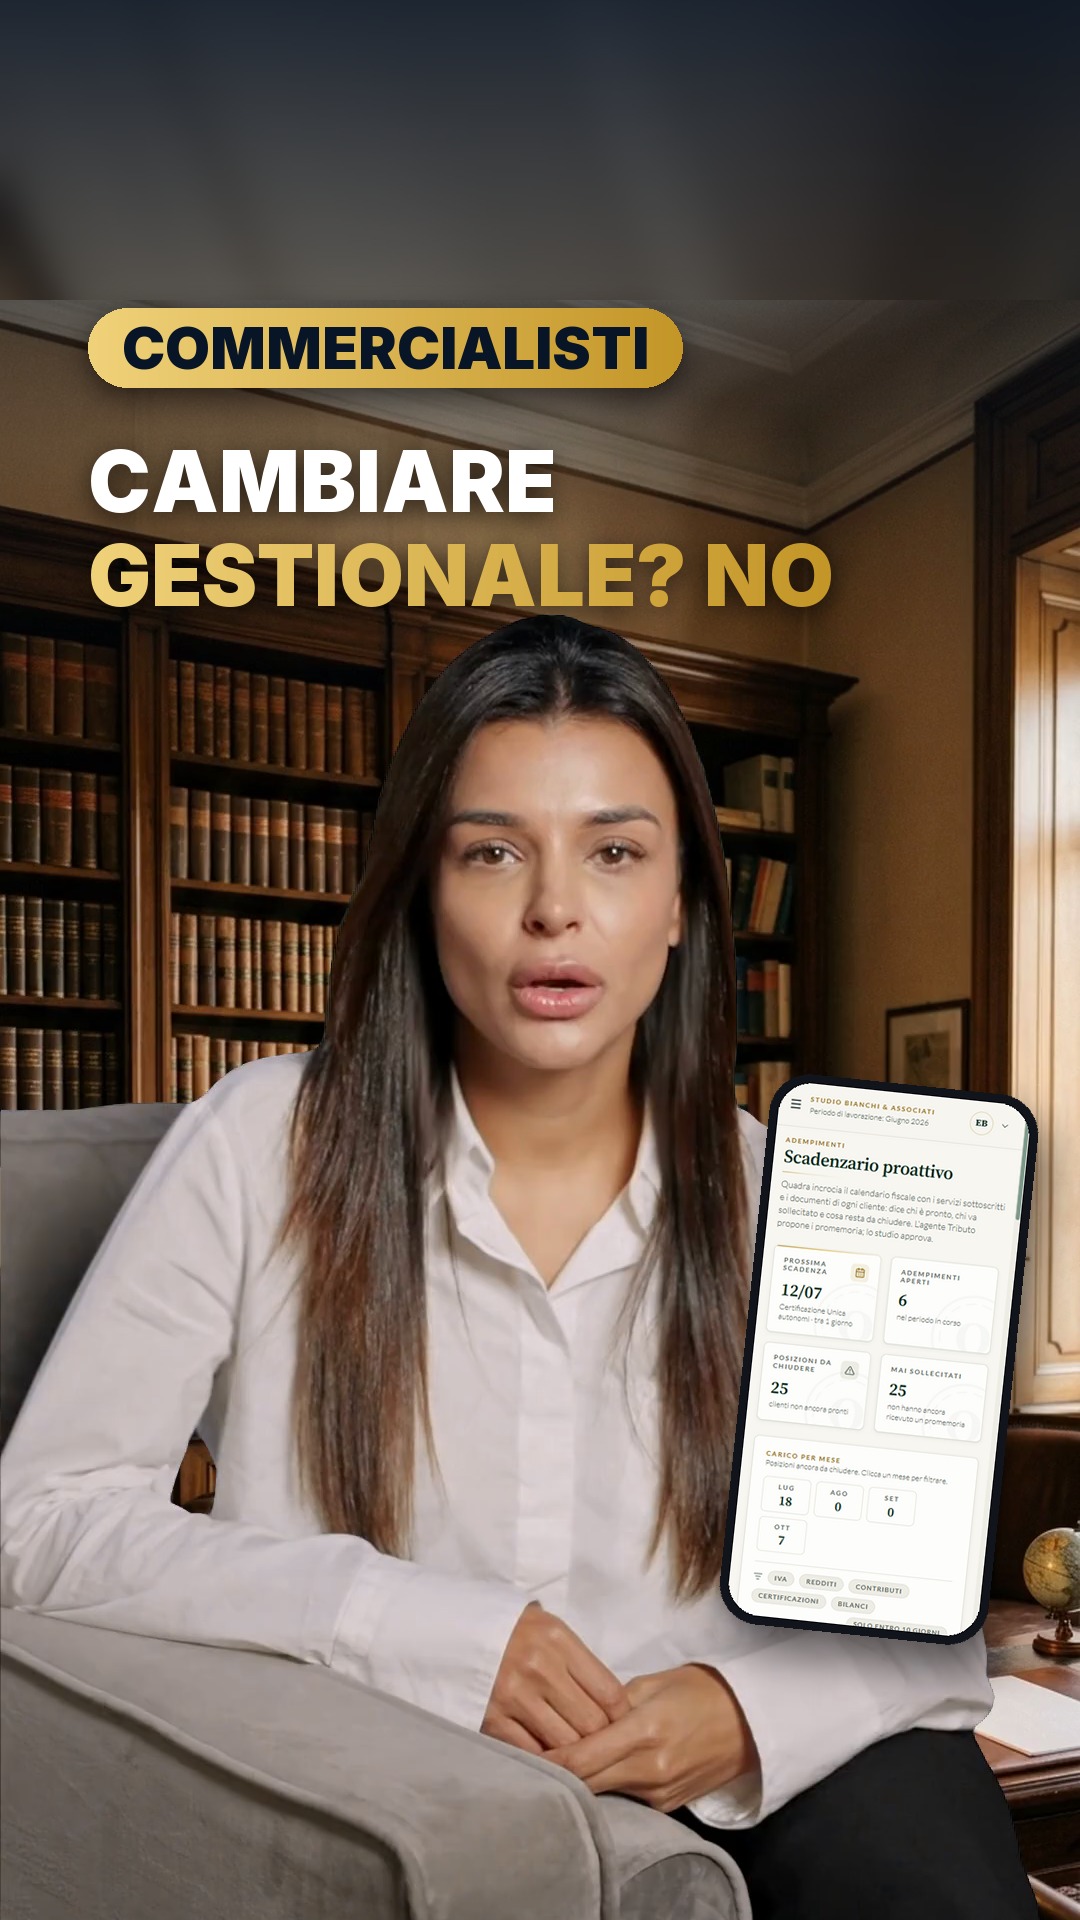 COMMERCIALISTI
CAMBIARE
GESTIONALE? NO
STUDIO BIANCHI & ASSOCIATI
Periodo di lavorazione: Giugno 2026
EB
ADEMPIMENTI
Scadenzario proattivo
Quadra incrocia il calendario fiscale con i servizi sottoscritti
e i documenti di ogni cliente: dice chi è pronto, chi va
sollecitato e cosa resta da chiudere. L'agente Tributo
propone i promemoria; lo studio approva.
PROSSIMA
SCADENZA
12/07
Certificazione Unica
autonomi · tra 1 giorno
ADEMPIMENTI
APERTI
6
nel periodo in corso
POSIZIONI DA
CHIUDERE
25
clienti non ancora pronti
MAI SOLLECITATI
25
non hanno ancora
ricevuto un promemoria
CARICO PER MESE
Posizioni ancora da chiudere. Clicca un mese per filtrare.
LUG
18
AGO
0
SET
0
OTT
7
IVA
REDDITI
CONTRIBUTI
CERTIFICAZIONI
BILANCI
SOLO ENTRO 10 GIORNI